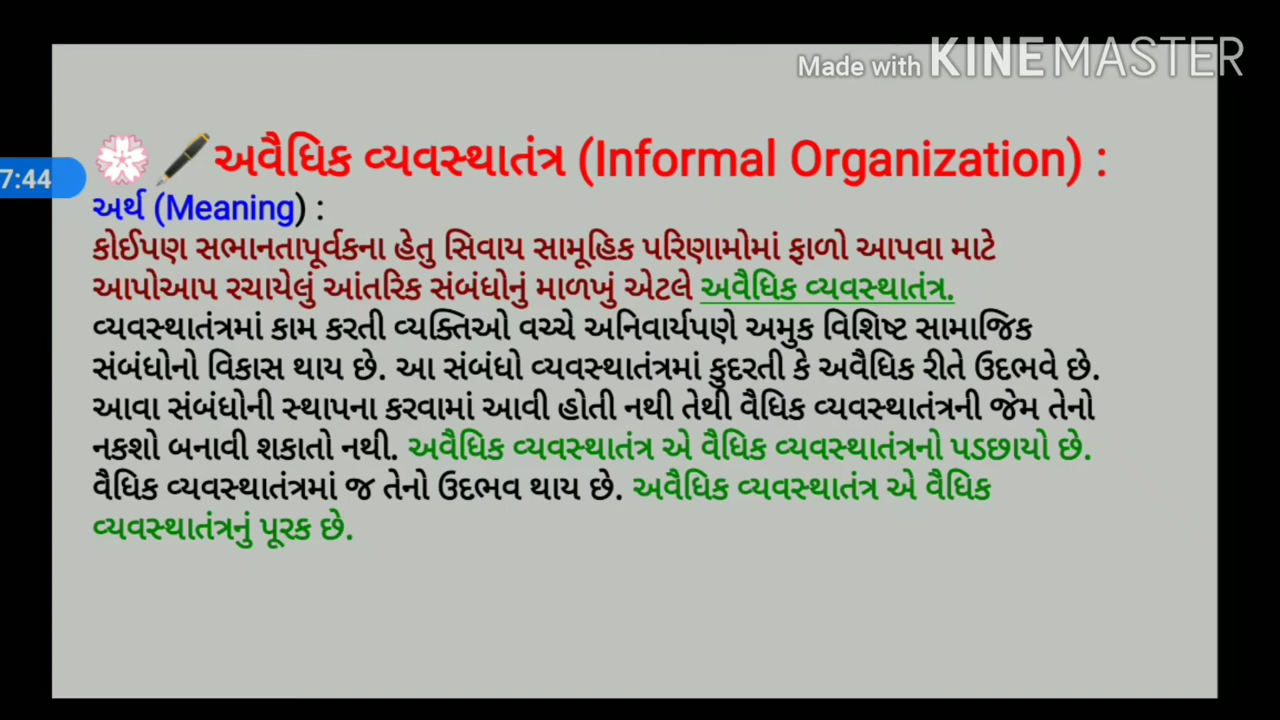 Made with KINEMASTER
અવૈધિક વ્યવસ્થાતંત્ર (Informal Organization) :
7:44
અર્થ (Meaning) :
કોઈપણ સભાનતાપૂર્વકના હેતુ સિવાય સામૂહિક પરિણામોમાં ફાળો આપવા માટે
આપોઆપ રચાયેલું આંતરિક સંબંધોનું માળખું એટલે અવૈધિક વ્યવસ્થાતંત્ર.
વ્યવસ્થાતંત્રમાં કામ કરતી વ્યક્તિઓ વચ્ચે અનિવાર્યપણે અમુક વિશિષ્ટ સામાજિક
સંબંધોનો વિકાસ થાય છે. આ સંબંધો વ્યવસ્થાતંત્રમાં કુદરતી કે અવૈધિક રીતે ઉદભવે છે.
આવા સંબંધોની સ્થાપના કરવામાં આવી હોતી નથી તેથી વૈધિક વ્યવસ્થાતંત્રની જેમ તેનો
નકશો બનાવી શકાતો નથી. અવૈધિક વ્યવસ્થાતંત્ર એ વૈધિક વ્યવસ્થાતંત્રનો પડછાયો છે.
વૈધિક વ્યવસ્થાતંત્રમાં જ તેનો ઉદભવ થાય છે. અવૈધિક વ્યવસ્થાતંત્ર એ વૈધિક
વ્યવસ્થાતંત્રનું પૂરક છે.